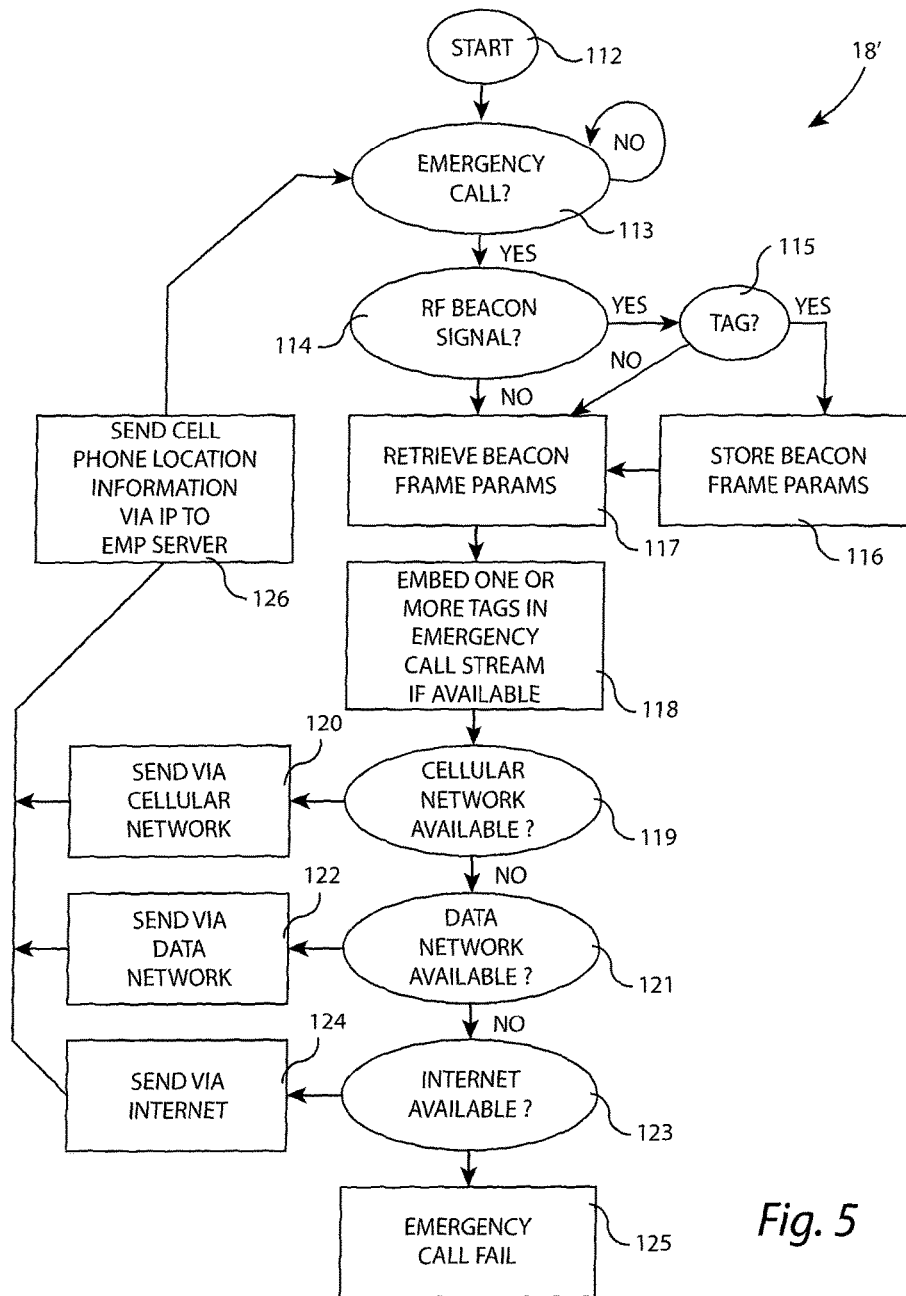 START
112
18'
NO
EMERGENCY
CALL?
113
YES
115
RF BEACON
SIGNAL?
114
YES
TAG?
YES
NO
NO
SEND CELL
PHONE LOCATION
INFORMATION
VIA IP TO
EMP SERVER
126
RETRIEVE BEACON
FRAME PARAMS
117
STORE BEACON
FRAME PARAMS
116
EMBED ONE OR
MORE TAGS IN
EMERGENCY
CALL STREAM
IF AVAILABLE
118
120
SEND VIA
CELLULAR
NETWORK
CELLULAR
NETWORK
AVAILABLE ?
119
NO
122
SEND VIA
DATA
NETWORK
DATA
NETWORK
AVAILABLE ?
121
NO
124
SEND VIA
INTERNET
INTERNET
AVAILABLE ?
123
EMERGENCY
CALL FAIL
125
Fig. 5